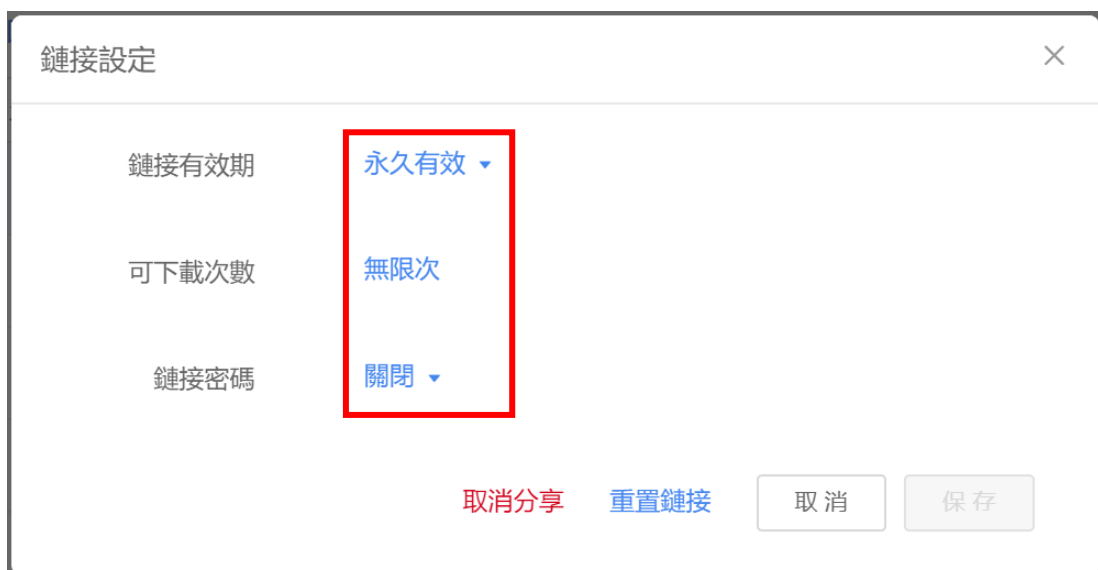 鏈接設定
鏈接有效期 永久有效
可下載次數 無限次
鏈接密碼 關閉
取消分享 重置鏈接 取消 保存